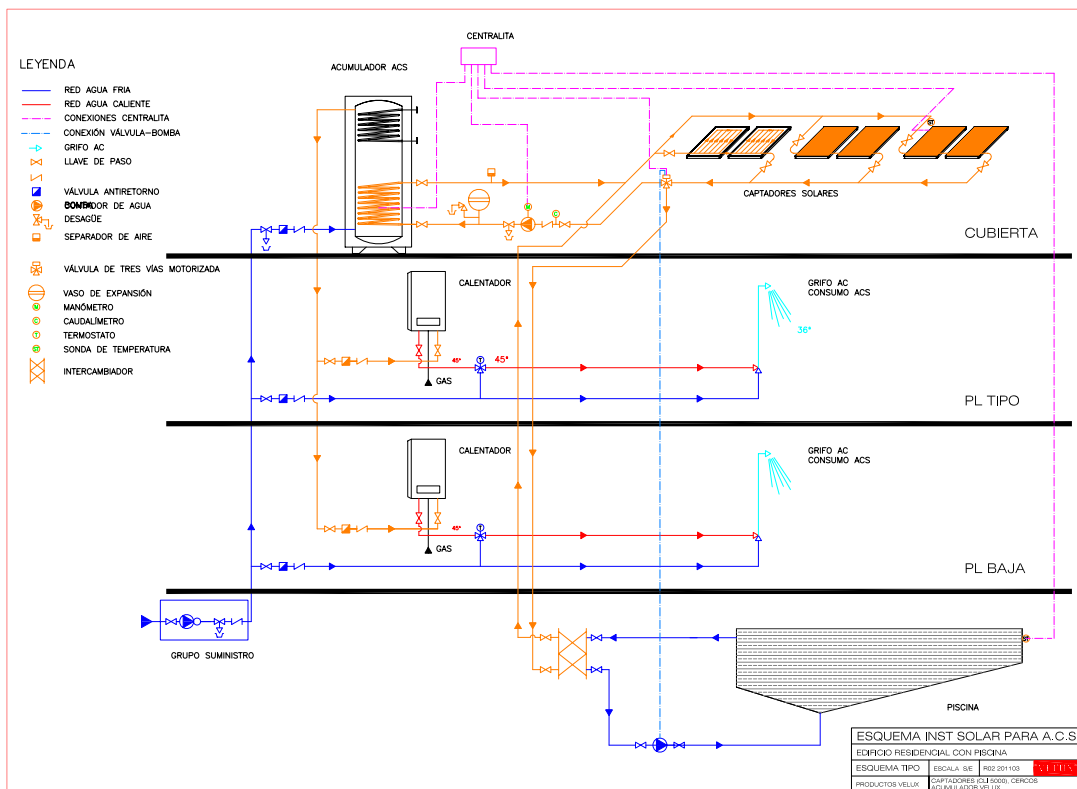 CENTRALITA
LEYENDA
ACUMULADOR ACS
RED AGUA FRIA
RED AGUA CALIENTE
CONEXIONES CENTRALITA
CONEXIÓN VÁLVULA-BOMBA
GRIFO AC
LLAVE DE PASO
VÁLVULA ANTIRETORNO
BOMBA
CONTADOR DE AGUA
DESAGÜE
SEPARADOR DE AIRE
VÁLVULA DE TRES VÍAS MOTORIZADA
VASO DE EXPANSIÓN
M MANÓMETRO
C CAUDALÍMETRO
T TERMOSTATO
ST SONDA DE TEMPERATURA
INTERCAMBIADOR
ST
M
C
CAPTADORES SOLARES
CUBIERTA
CALENTADOR
GRIFO AC
CONSUMO ACS
36°
45°
T
45°
GAS
PL TIPO
CALENTADOR
GRIFO AC
CONSUMO ACS
45°
T
GAS
PL BAJA
GRUPO SUMINISTRO
ST
PISCINA
ESQUEMA INST SOLAR PARA A.C.S
EDIFICIO RESIDENCIAL CON PISCINA
ESQUEMA TIPO
ESCALA S/E
R02 201103
PRODUCTOS VELUX
CAPTADORES (CLI 5000), CERCOS
ACUMULADOR VELUX